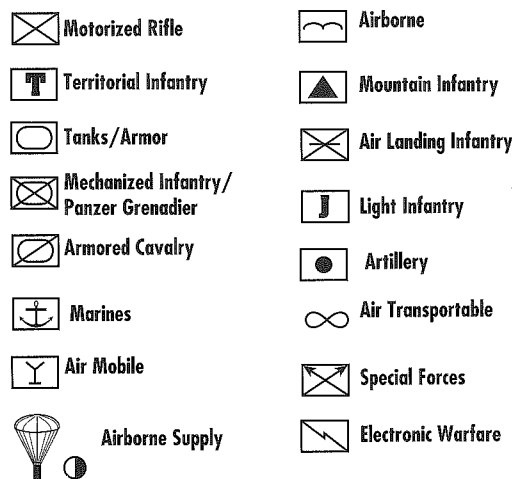 Motorized Rifle
T Territorial Infantry
Tanks/Armor
Mechanized Infantry/
Panzer Grenadier
Armored Cavalry
Marines
Air Mobile
Airborne Supply
Airborne
Mountain Infantry
Air Landing Infantry
J Light Infantry
Artillery
Air Transportable
Special Forces
Electronic Warfare